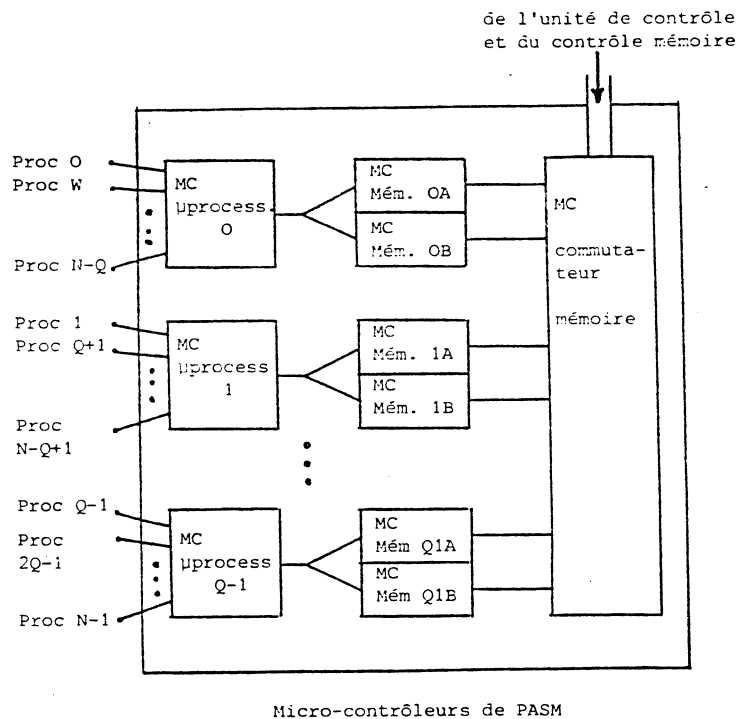 de l'unité de contrôle
et du contrôle mémoire
Proc O
Proc W
Proc N-Q
MC
µprocess.
O
MC
Mém. OA
MC
Mém. OB
MC
commuta-
teur
mémoire
Proc 1
Proc Q+1
Proc
N-Q+1
MC
µprocess
1
MC
Mém. 1A
MC
Mém. 1B
Proc Q-1
Proc
2Q-1
Proc N-1
MC
µprocess
Q-1
MC
Mém Q1A
MC
Mém Q1B
Micro-contrôleurs de PASM